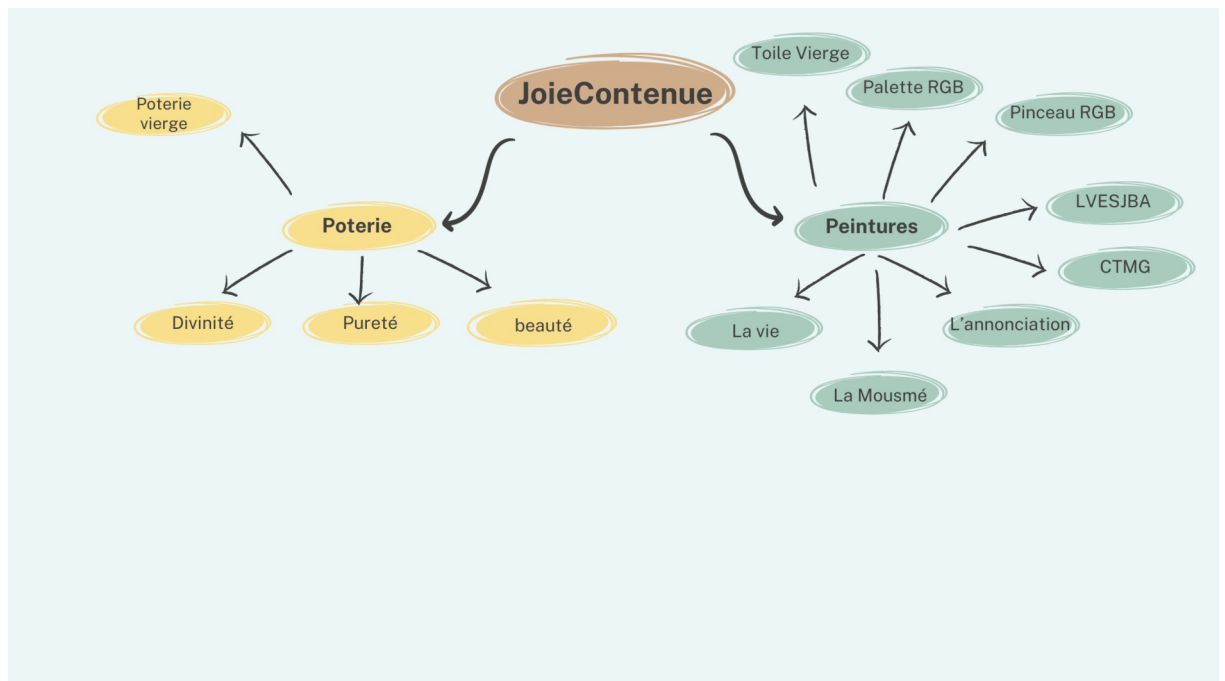 JoieContenue
Poterie
vierge
Poterie
Divinité
Pureté
beauté
Toile Vierge
Palette RGB
Pinceau RGB
Peintures
LVESJBA
CTMG
L'annonciation
La vie
La Mousmé